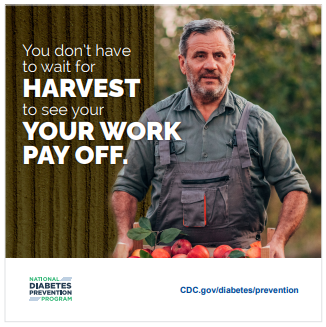 You don't have
to wait for
HARVEST
to see your
YOUR WORK
PAY OFF.
NATIONAL
DIABETES
PREVENTION
PROGRAM
CDC.gov/diabetes/prevention